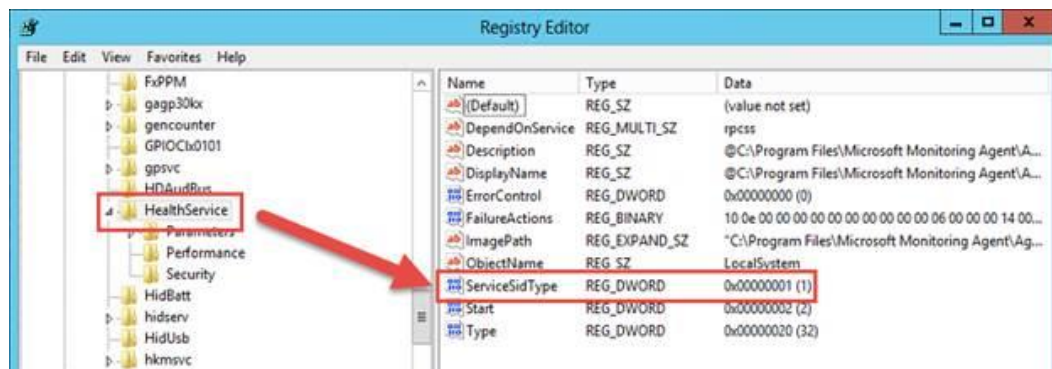 Registry Editor
File Edit View Favorites Help
FxPPM
gagp30kx
gencounter
GPIOClx0101
gpsvc
HDAudBus
HealthService
Parameters
Performance
Security
HidBatt
hidserv
HidUsb
hkmsvc
Name Type Data
(Default) REG_SZ (value not set)
DependOnService REG_MULTI_SZ rpcss
Description REG_SZ @C:\Program Files\Microsoft Monitoring Agent\A...
DisplayName REG_SZ @C:\Program Files\Microsoft Monitoring Agent\A...
ErrorControl REG_DWORD 0x00000000 (0)
FailureActions REG_BINARY 10 0e 00 00 00 00 00 00 00 00 00 00 06 00 00 00 14 00...
ImagePath REG_EXPAND_SZ "C:\Program Files\Microsoft Monitoring Agent\Ag...
ObjectName REG_SZ LocalSystem
ServiceSidType REG_DWORD 0x00000001 (1)
Start REG_DWORD 0x00000002 (2)
Type REG_DWORD 0x00000020 (32)